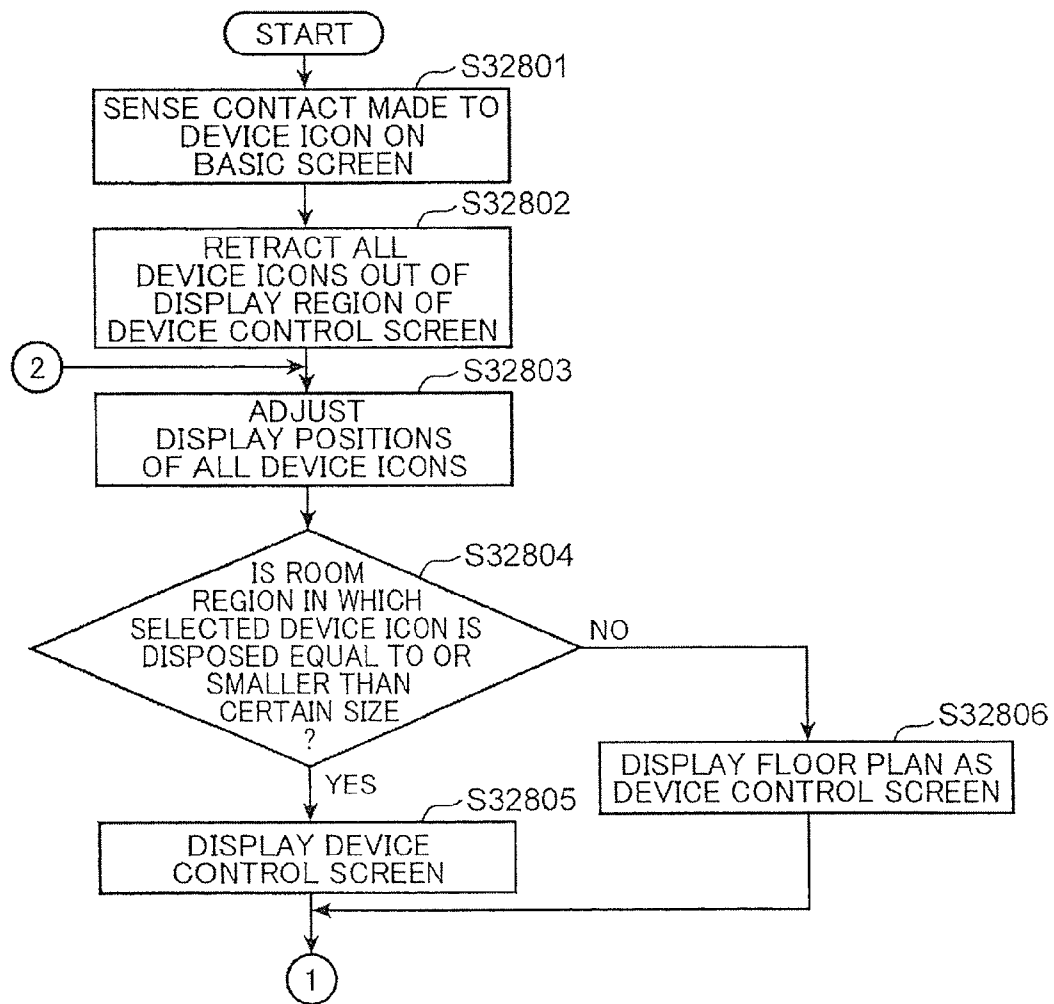 START
S32801
SENSE CONTACT MADE TO
DEVICE ICON ON
BASIC SCREEN
S32802
RETRACT ALL
DEVICE ICONS OUT OF
DISPLAY REGION OF
DEVICE CONTROL SCREEN
2
S32803
ADJUST
DISPLAY POSITIONS
OF ALL DEVICE ICONS
S32804
IS ROOM
REGION IN WHICH
SELECTED DEVICE ICON IS
DISPOSED EQUAL TO OR
SMALLER THAN
CERTAIN SIZE
?
NO
YES
S32806
DISPLAY FLOOR PLAN AS
DEVICE CONTROL SCREEN
S32805
DISPLAY DEVICE
CONTROL SCREEN
1